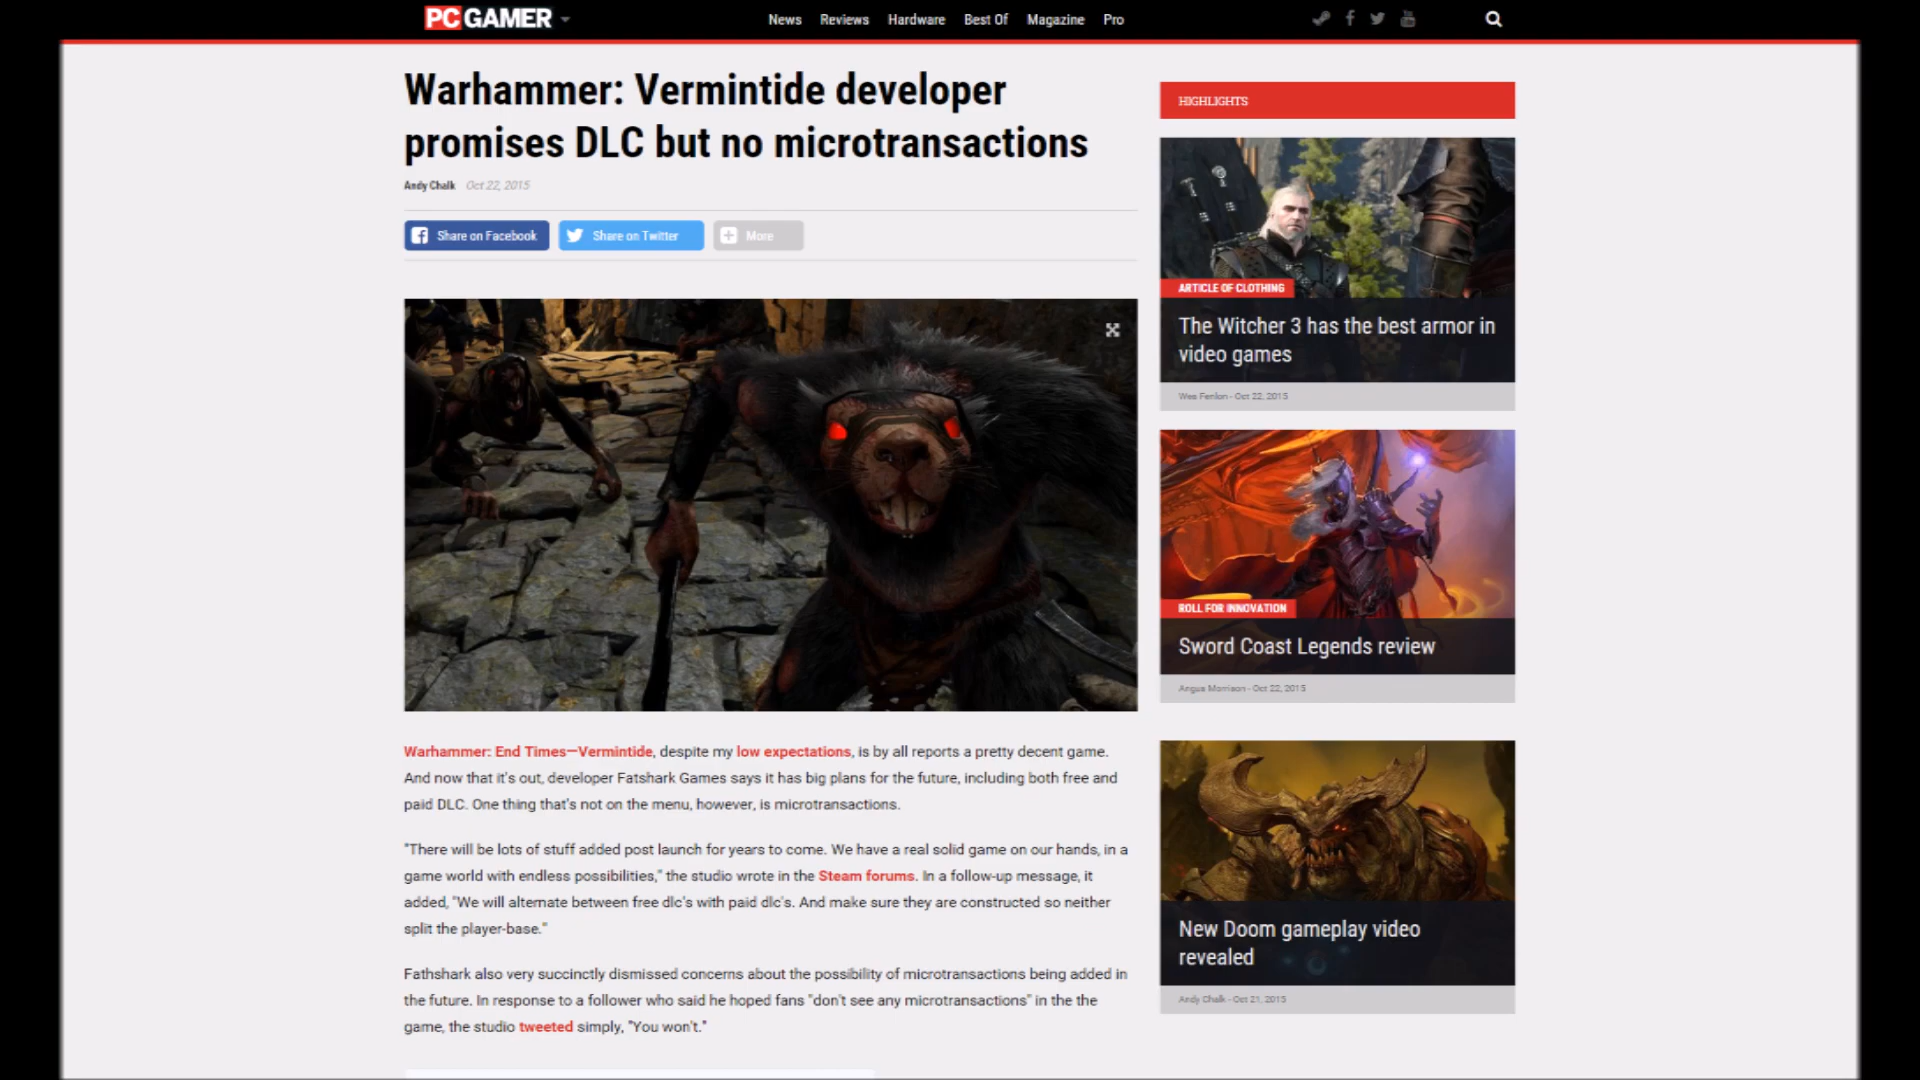 PC GAMER
News Reviews Hardware Best Of Magazine Pro
Warhammer: Vermintide developer
promises DLC but no microtransactions
Andy Chalk Oct 22, 2015
Share on Facebook Share on Twitter More
Warhammer: End Times—Vermintide, despite my low expectations, is by all reports a pretty decent game.
And now that it's out, developer Fatshark Games says it has big plans for the future, including both free and
paid DLC. One thing that's not on the menu, however, is microtransactions.
"There will be lots of stuff added post launch for years to come. We have a real solid game on our hands, in a
game world with endless possibilities," the studio wrote in the Steam forums. In a follow-up message, it
added, "We will alternate between free dlc's with paid dlc's. And make sure they are constructed so neither
split the player-base."
Fathshark also very succinctly dismissed concerns about the possibility of microtransactions being added in
the future. In response to a follower who said he hoped fans "don't see any microtransactions" in the the
game, the studio tweeted simply, "You won't."
HIGHLIGHTS
ARTICLE OF CLOTHING
The Witcher 3 has the best armor in
video games
Wes Fenlon - Oct 22, 2015
ROLL FOR INNOVATION
Sword Coast Legends review
Angus Morrison - Oct 22, 2015
New Doom gameplay video
revealed
Andy Chalk - Oct 21, 2015